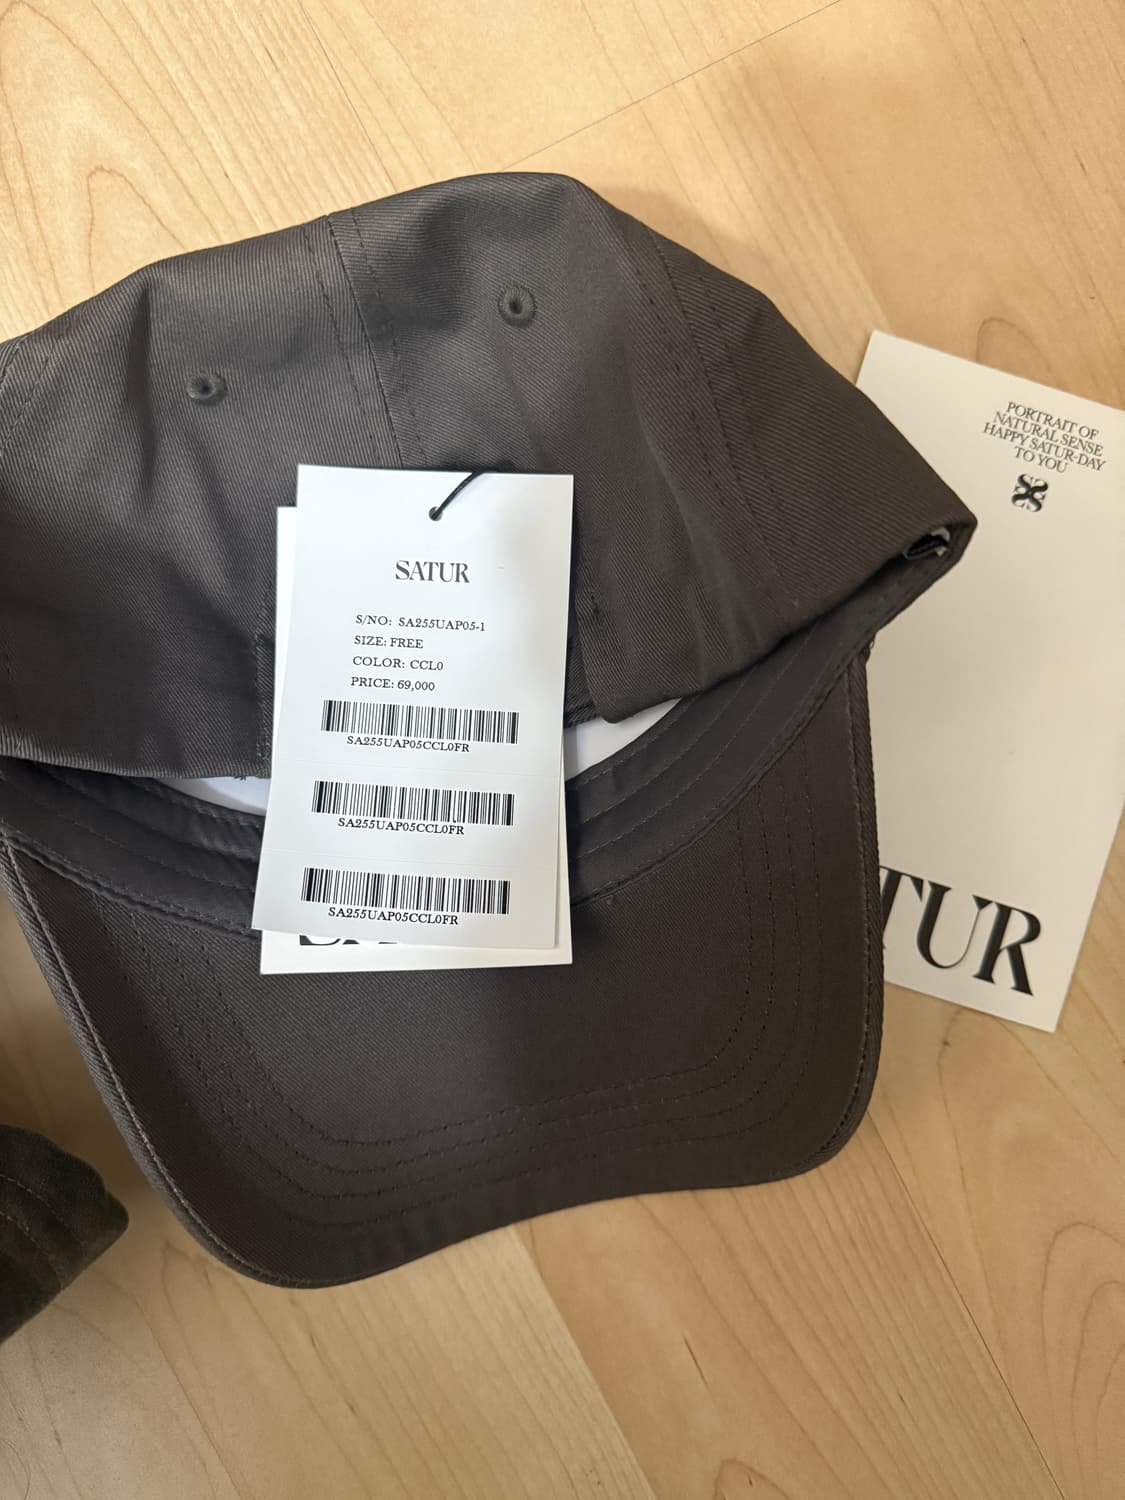 SATUR
S/NO: SA255UAP05-1
SIZE: FREE
COLOR: CCL0
PRICE: 69,000
SA255UAP05CCL0FR
SA255UAP05CCL0FR
SA255UAP05CCL0FR
PORTRAIT OF
NATURAL SENSE
HAPPY SATUR-DAY
TO YOU
TUR